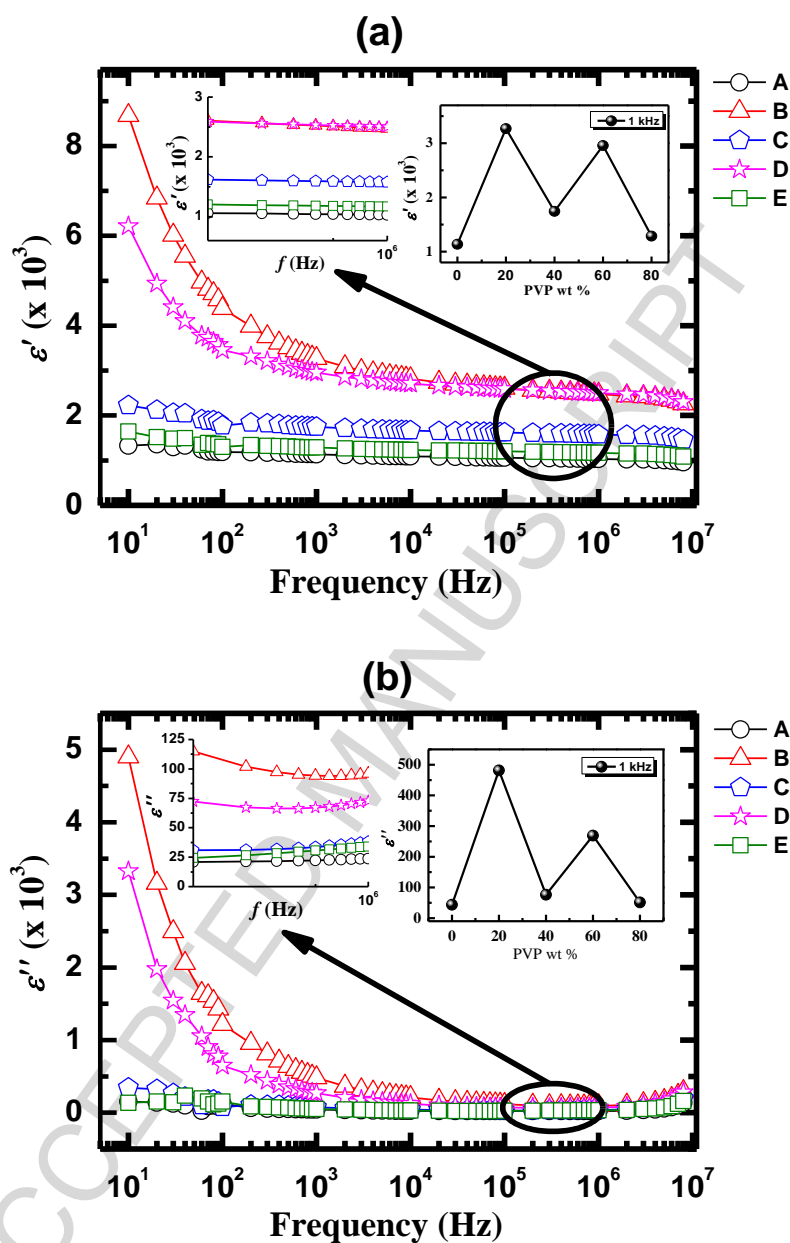 (a)
ε′ (x 10³)
8
6
4
2
0
10¹ 10² 10³ 10⁴ 10⁵ 10⁶ 10⁷
Frequency (Hz)
A
B
C
D
E
ε′ (x 10³)
3
2
1
f (Hz)
10⁶
1 kHz
ε′ (x 10³)
3
2
1
0 20 40 60 80
PVP wt %
(b)
ε′′ (x 10³)
5
4
3
2
1
0
10¹ 10² 10³ 10⁴ 10⁵ 10⁶ 10⁷
Frequency (Hz)
A
B
C
D
E
ε′′
125
100
75
50
25
0
f (Hz)
10⁶
1 kHz
ε′′
500
400
300
200
100
0
0 20 40 60 80
PVP wt %
CCEPTED MANUSCRIPT